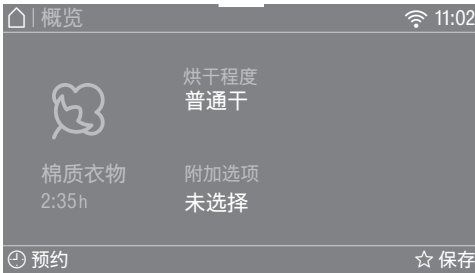 概览 11:02
烘干程度
普通干
棉质衣物
2:35h
附加选项
未选择
预约 保存